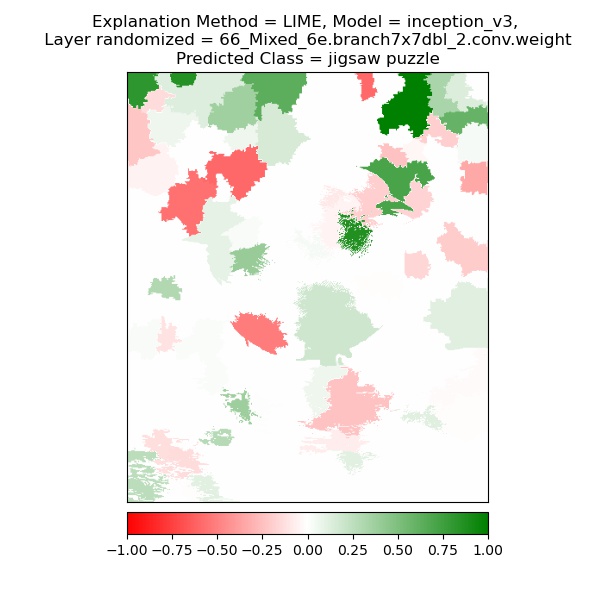 Explanation Method = LIME, Model = inception_v3,
Layer randomized = 66_Mixed_6e.branch7x7dbl_2.conv.weight
Predicted Class = jigsaw puzzle
−1.00 −0.75 −0.50 −0.25 0.00 0.25 0.50 0.75 1.00